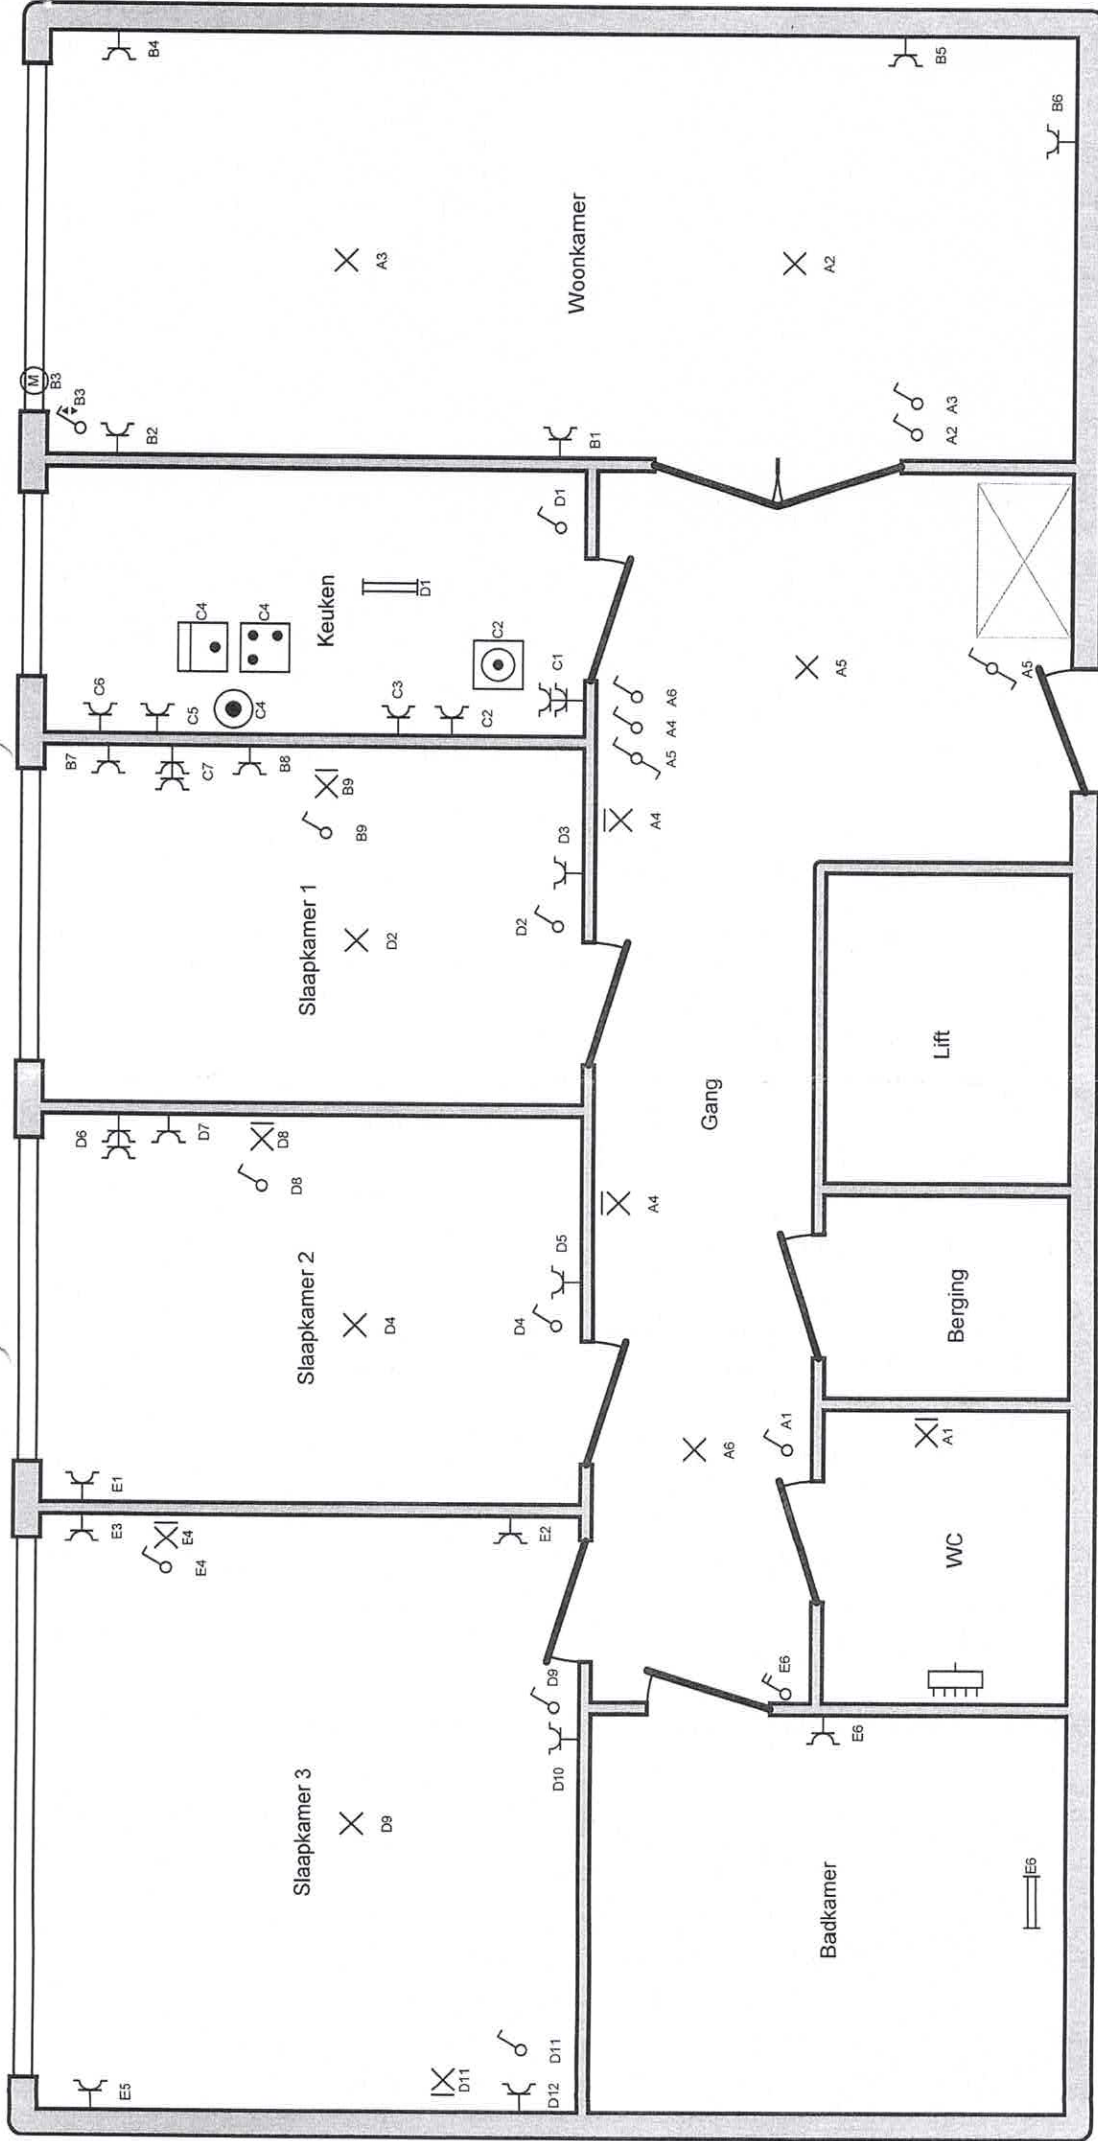 E5
D11
D12
D11
Slaapkamer 3
D9
D10
D9
E3
E4
E4
E2
E1
Slaapkamer 2
D4
D4
D5
D6
D7
D8
D8
Slaapkamer 1
D2
D2
D3
B7
C7
B8
B9
B9
C6
C5
C4
C4
C4
C3
C2
C2
C1
Keuken
D1
D1
B3
M
B3
B2
B1
B4
B5
B6
Woonkamer
A3
A2
A2
A3
Badkamer
E6
E6
E6
WC
A1
A1
A6
Berging
Lift
Gang
A4
A4
A5
A4
A6
A5
A5